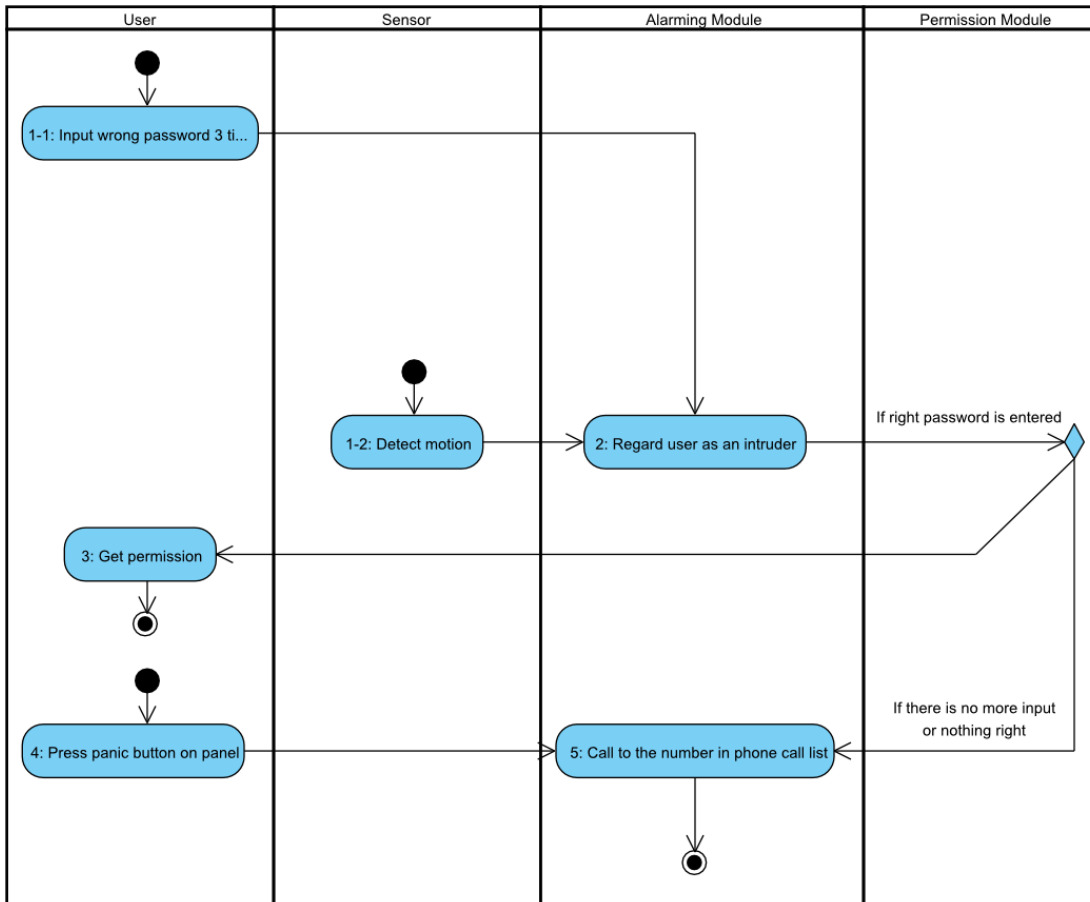 User
Sensor
Alarming Module
Permission Module
1-1: Input wrong password 3 ti...
1-2: Detect motion
2: Regard user as an intruder
If right password is entered
3: Get permission
4: Press panic button on panel
5: Call to the number in phone call list
If there is no more input
or nothing right